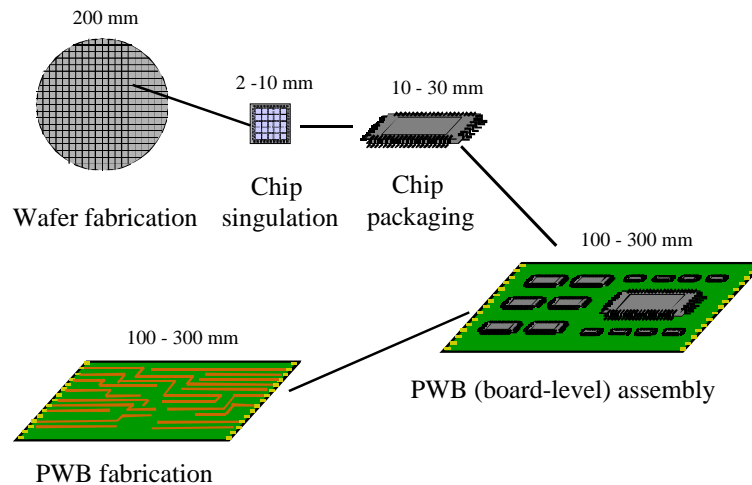 200 mm
2 -10 mm
10 - 30 mm
Wafer fabrication
Chip
singulation
Chip
packaging
100 - 300 mm
PWB (board-level) assembly
100 - 300 mm
PWB fabrication